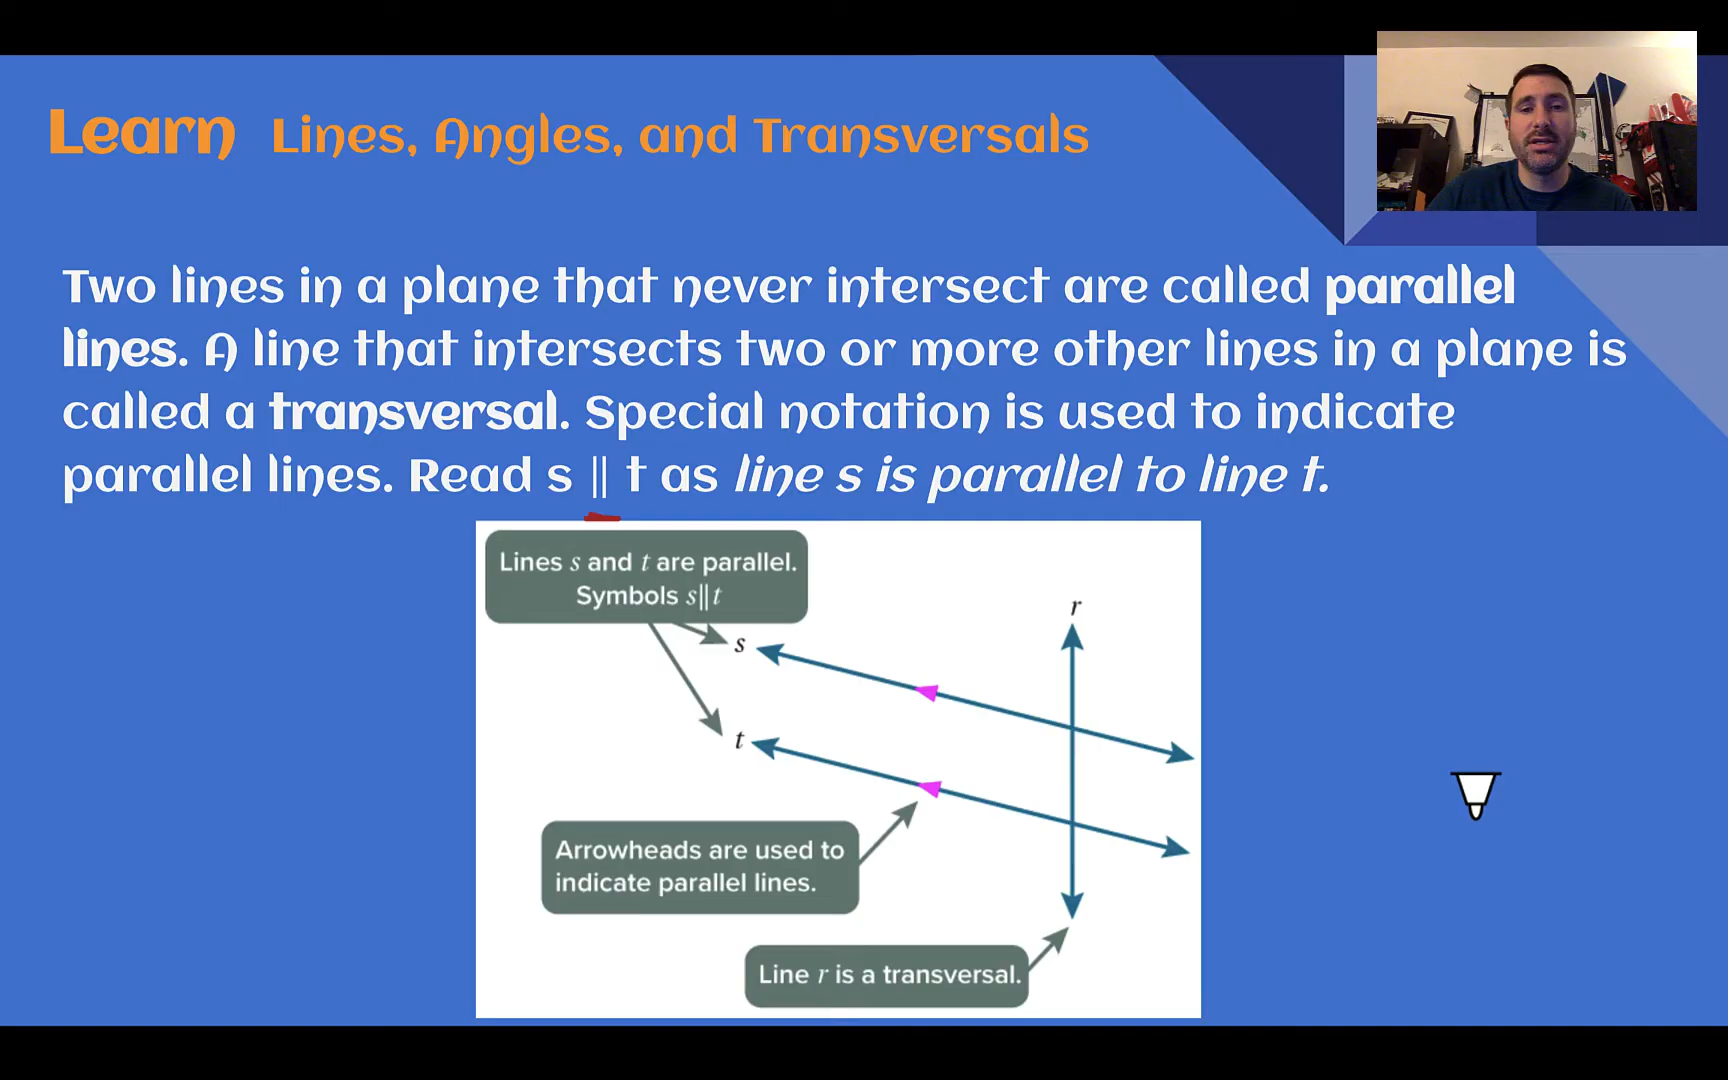 Learn Lines, Angles, and Transversals
Two lines in a plane that never intersect are called parallel
lines. A line that intersects two or more other lines in a plane is
called a transversal. Special notation is used to indicate
parallel lines. Read s || t as line s is parallel to line t.
Lines s and t are parallel.
Symbols s||t
r
s
t
Arrowheads are used to
indicate parallel lines.
Line r is a transversal.